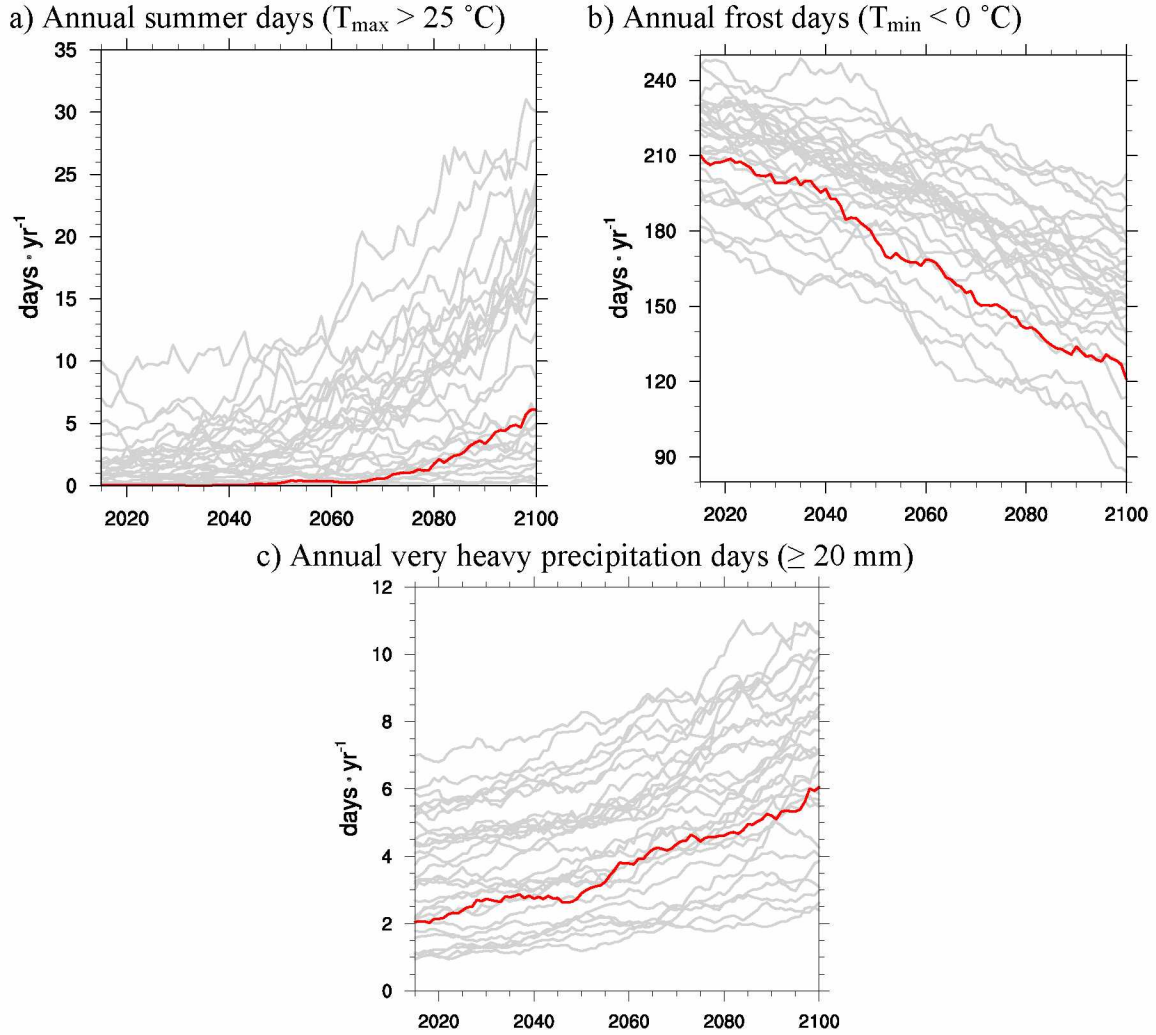 a) Annual summer days (Tmax > 25 ˚C)
35
30
25
20
15
10
5
0
days • yr-1
2020 2040 2060 2080 2100
b) Annual frost days (Tmin < 0 ˚C)
240
210
180
150
120
90
days • yr-1
2020 2040 2060 2080 2100
c) Annual very heavy precipitation days (≥ 20 mm)
12
10
8
6
4
2
0
days • yr-1
2020 2040 2060 2080 2100